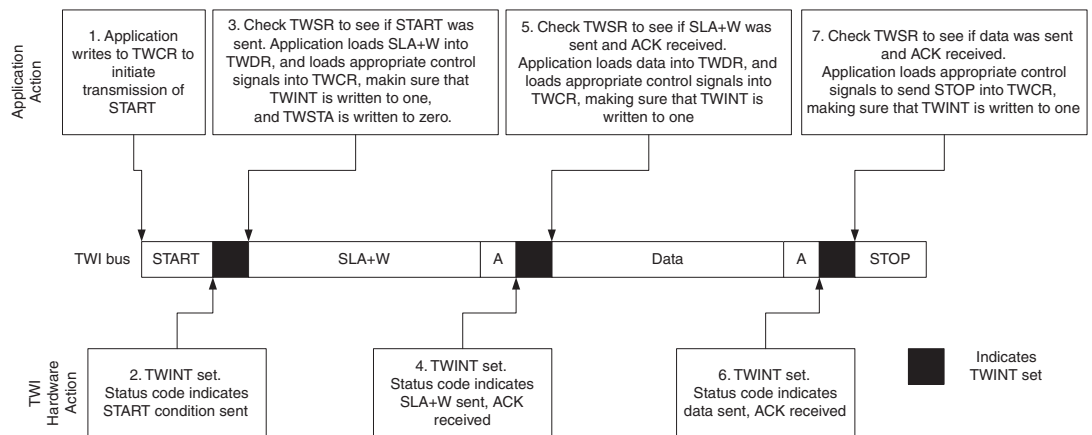 Application
Action
1. Application
writes to TWCR to
initiate
transmission of
START
3. Check TWSR to see if START was
sent. Application loads SLA+W into
TWDR, and loads appropriate control
signals into TWCR, makin sure that
TWINT is written to one,
and TWSTA is written to zero.
5. Check TWSR to see if SLA+W was
sent and ACK received.
Application loads data into TWDR, and
loads appropriate control signals into
TWCR, making sure that TWINT is
written to one
7. Check TWSR to see if data was sent
and ACK received.
Application loads appropriate control
signals to send STOP into TWCR,
making sure that TWINT is written to one
TWI bus
START
SLA+W
A
Data
A
STOP
TWI
Hardware
Action
2. TWINT set.
Status code indicates
START condition sent
4. TWINT set.
Status code indicates
SLA+W sent, ACK
received
6. TWINT set.
Status code indicates
data sent, ACK received
Indicates
TWINT set